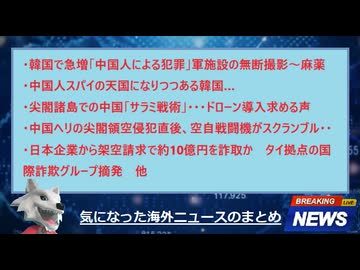 ・韓国で急増「中国人による犯罪」軍施設の無断撮影～麻薬
・中国人スパイの天国になりつつある韓国…
・尖閣諸島での中国「サラミ戦術」・・・ドローン導入求める声
・中国ヘリの尖閣領空侵犯直後、空自戦闘機がスクランブル・・
・日本企業から架空請求で約10億円を詐取か　タイ拠点の国
際詐欺グループ摘発　他
BREAKING LIVE
気になった海外ニュースのまとめ NEWS
117.925